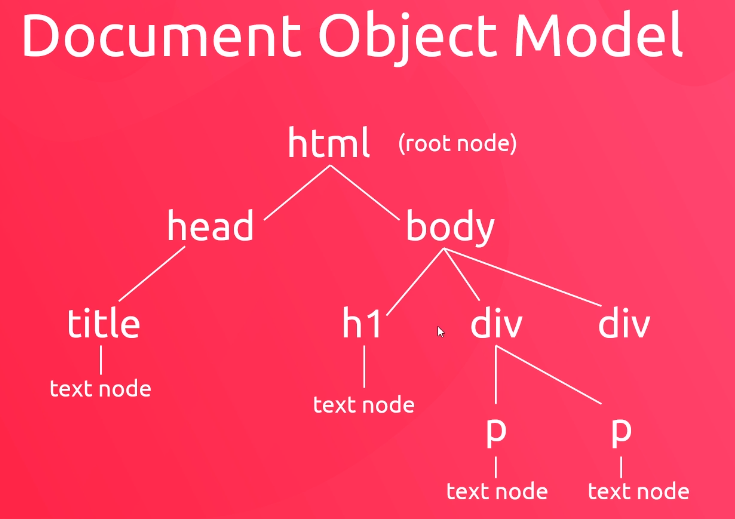 Document Object Model
html (root node)
head body
title h1 div div
text node
text node
p p
text node text node